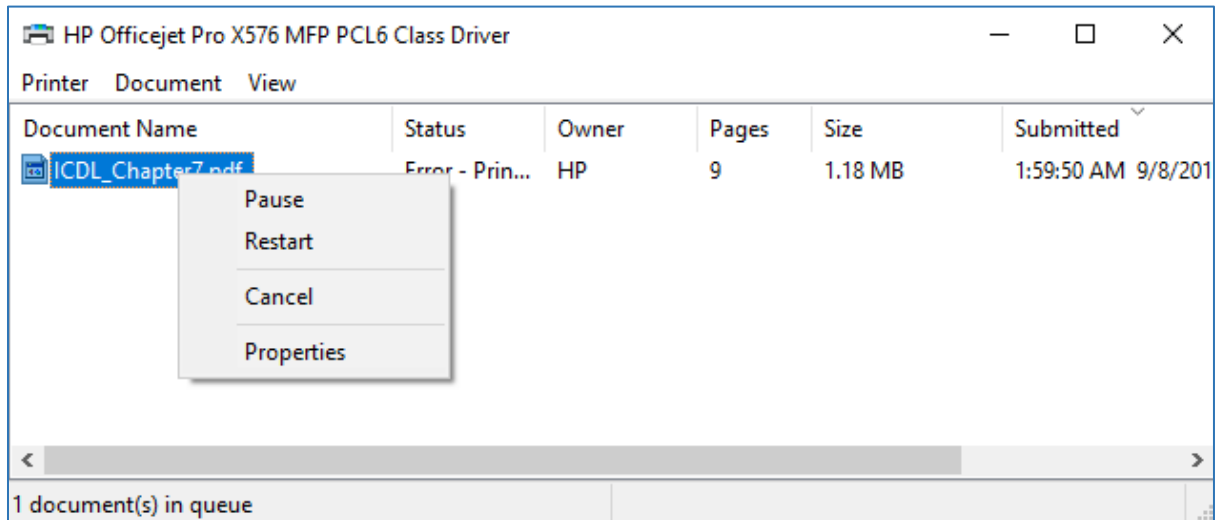 HP Officejet Pro X576 MFP PCL6 Class Driver
Printer Document View
Document Name Status Owner Pages Size Submitted
ICDL_Chapter7.pdf Error - Prin... HP 9 1.18 MB 1:59:50 AM 9/8/201
Pause
Restart
Cancel
Properties
1 document(s) in queue